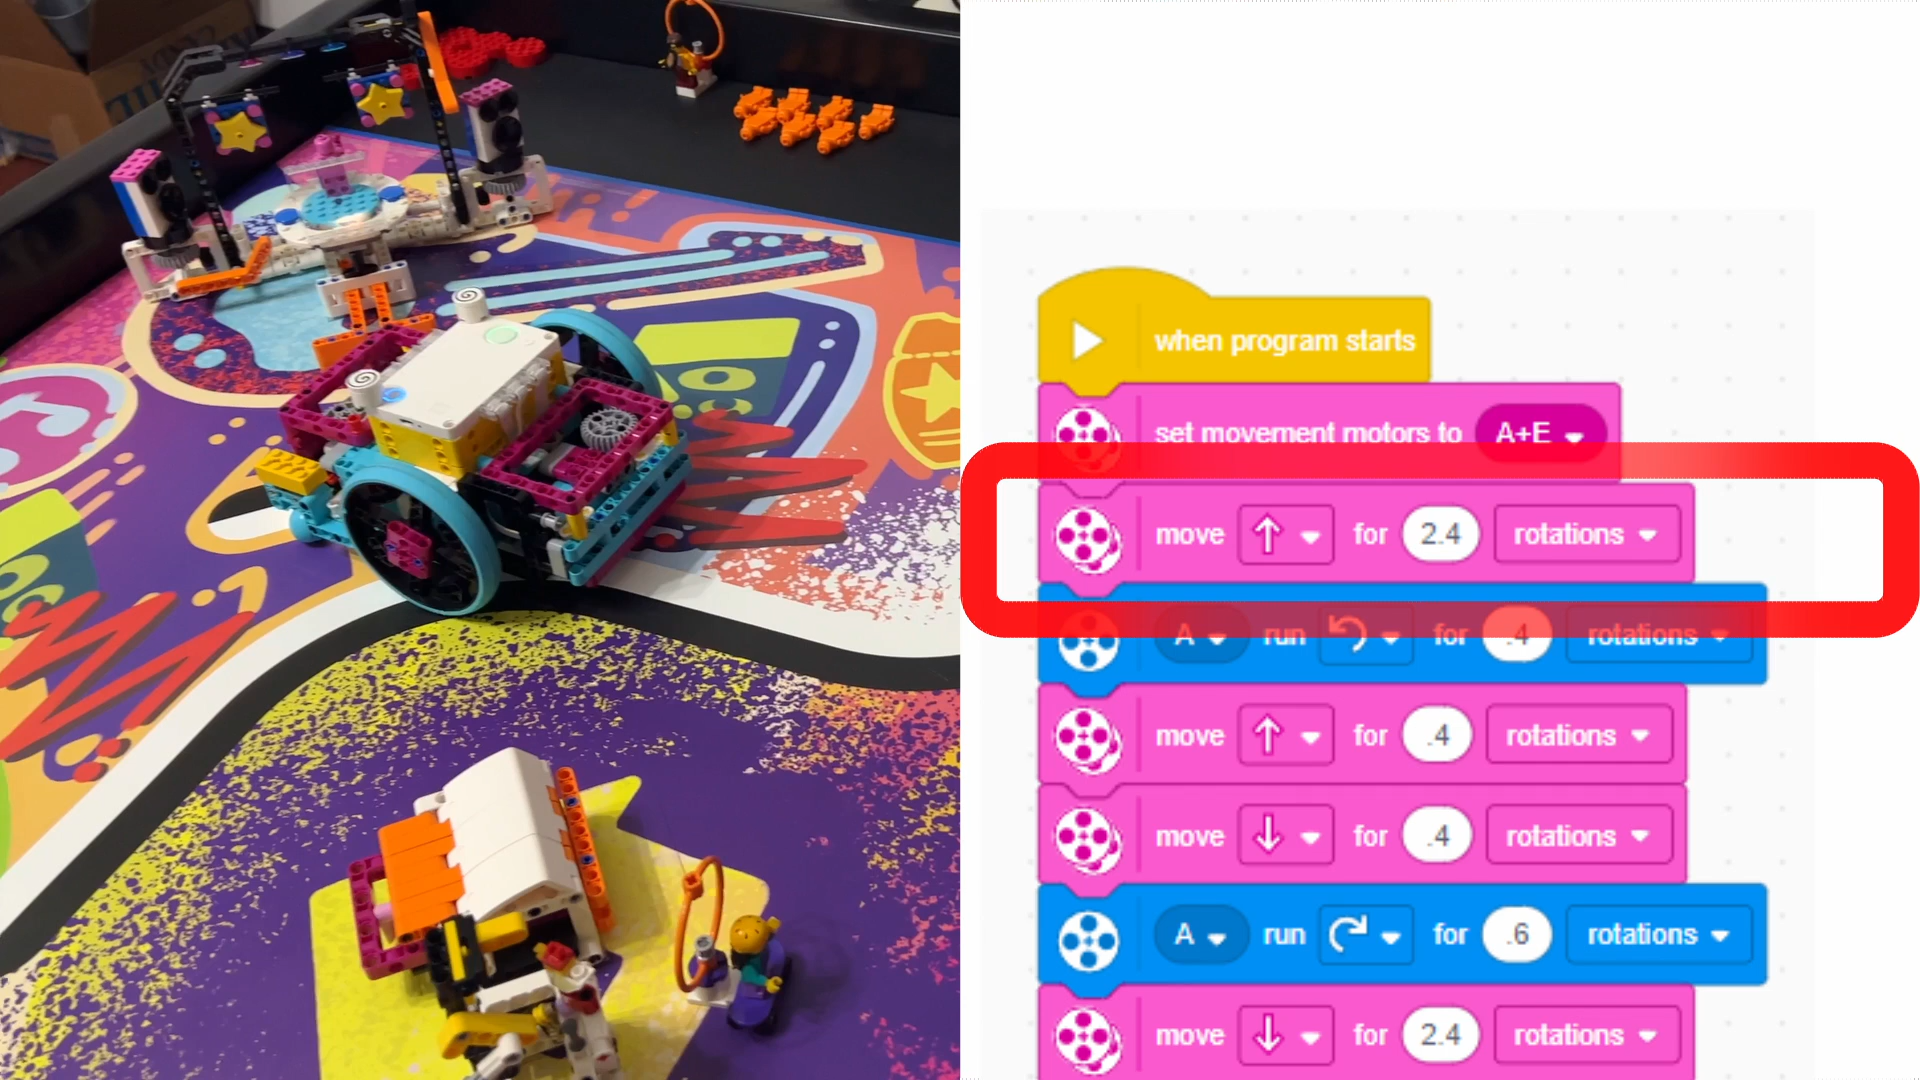 when program starts
set movement motors to A+E
move for 2.4 rotations
A run for .4 rotations
move for .4 rotations
move for .4 rotations
A run for .6 rotations
move for 2.4 rotations